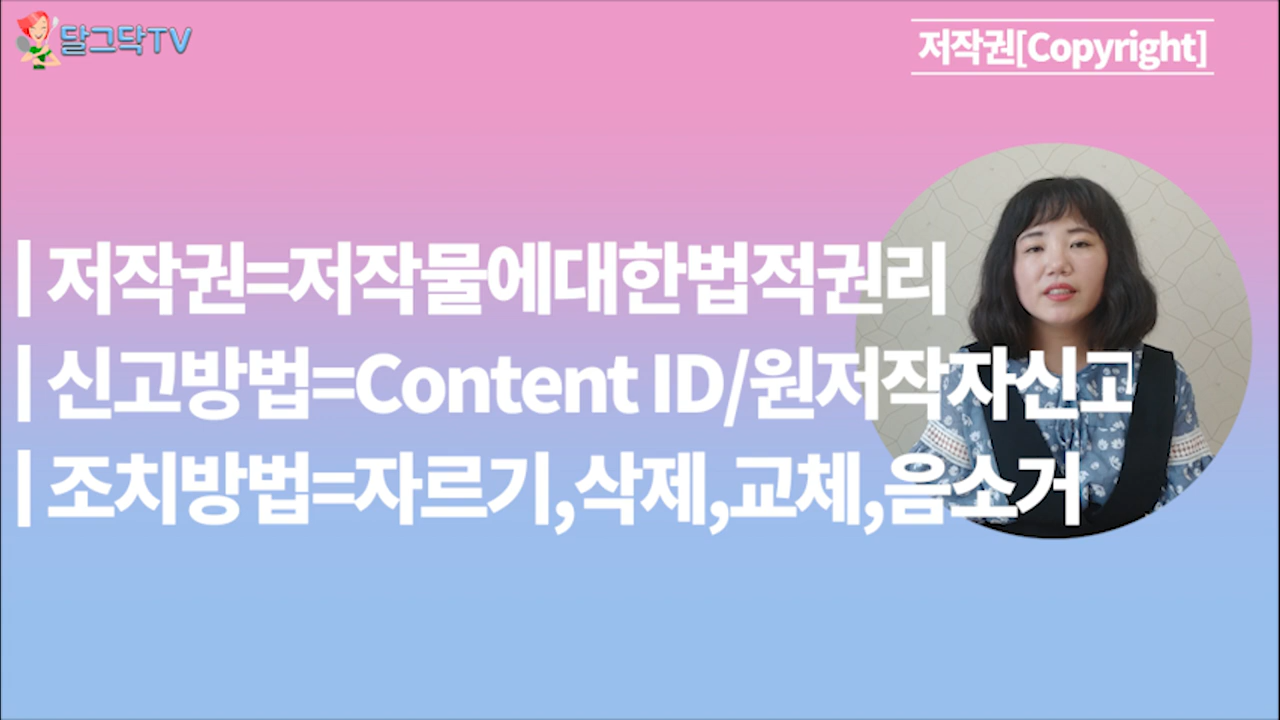 달그닥TV
저작권[Copyright]
| 저작권=저작물에대한법적권리
| 신고방법=Content ID/원저작자신고
| 조치방법=자르기,삭제,교체,음소거